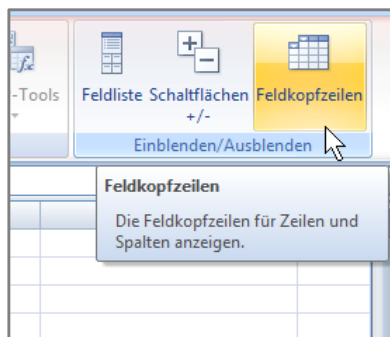 -Tools
Feldliste Schaltflächen Feldkopfzeilen
+/-
Einblenden/Ausblenden
Feldkopfzeilen
Die Feldkopfzeilen für Zeilen und
Spalten anzeigen.